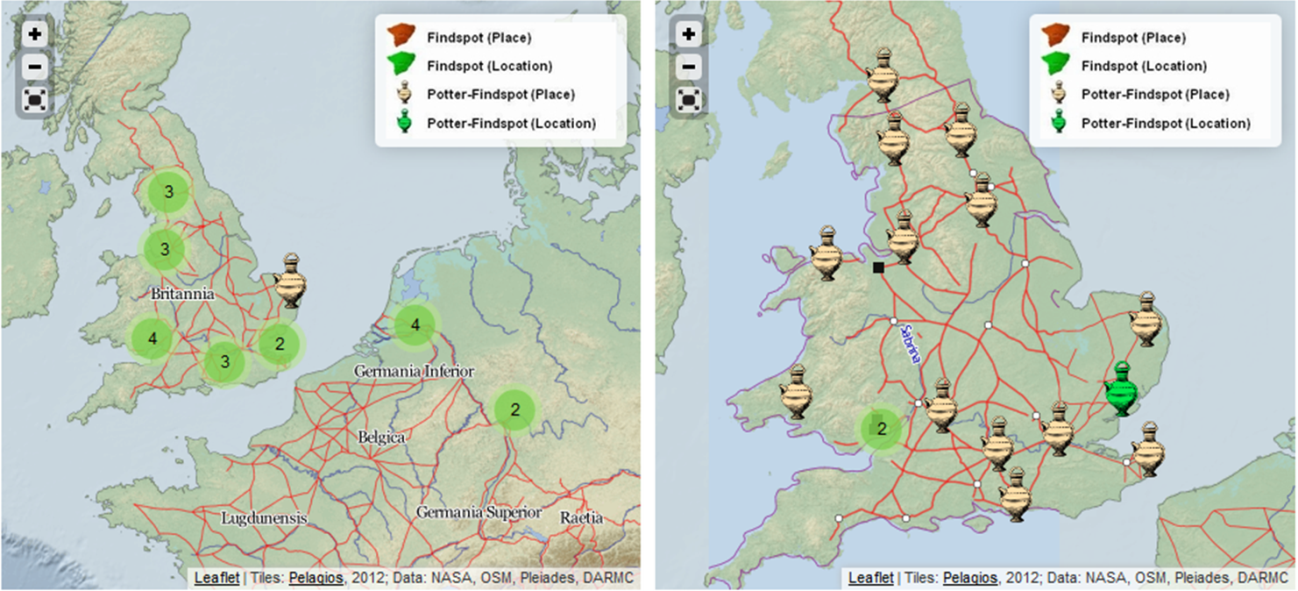 +
−
Findspot (Place)
Findspot (Location)
Potter-Findspot (Place)
Potter-Findspot (Location)
3
3
Britannia
4
3
2
4
Germania Inferior
2
Belgica
Lugdunensis
Germania Superior
Raetia
Leaflet | Tiles: Pelagios, 2012; Data: NASA, OSM, Pleiades, DARMC
+
−
Findspot (Place)
Findspot (Location)
Potter-Findspot (Place)
Potter-Findspot (Location)
Sabrina
2
Leaflet | Tiles: Pelagios, 2012; Data: NASA, OSM, Pleiades, DARMC